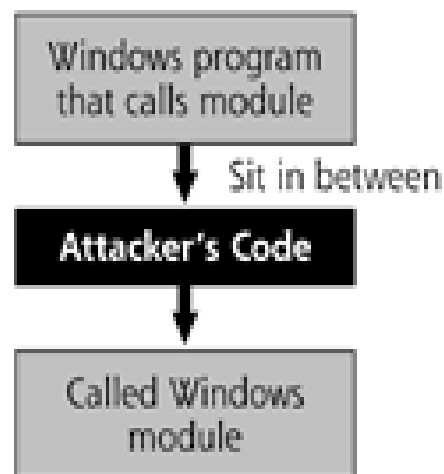 Windows program
that calls module
Sit in between
Attacker's Code
Called Windows
module